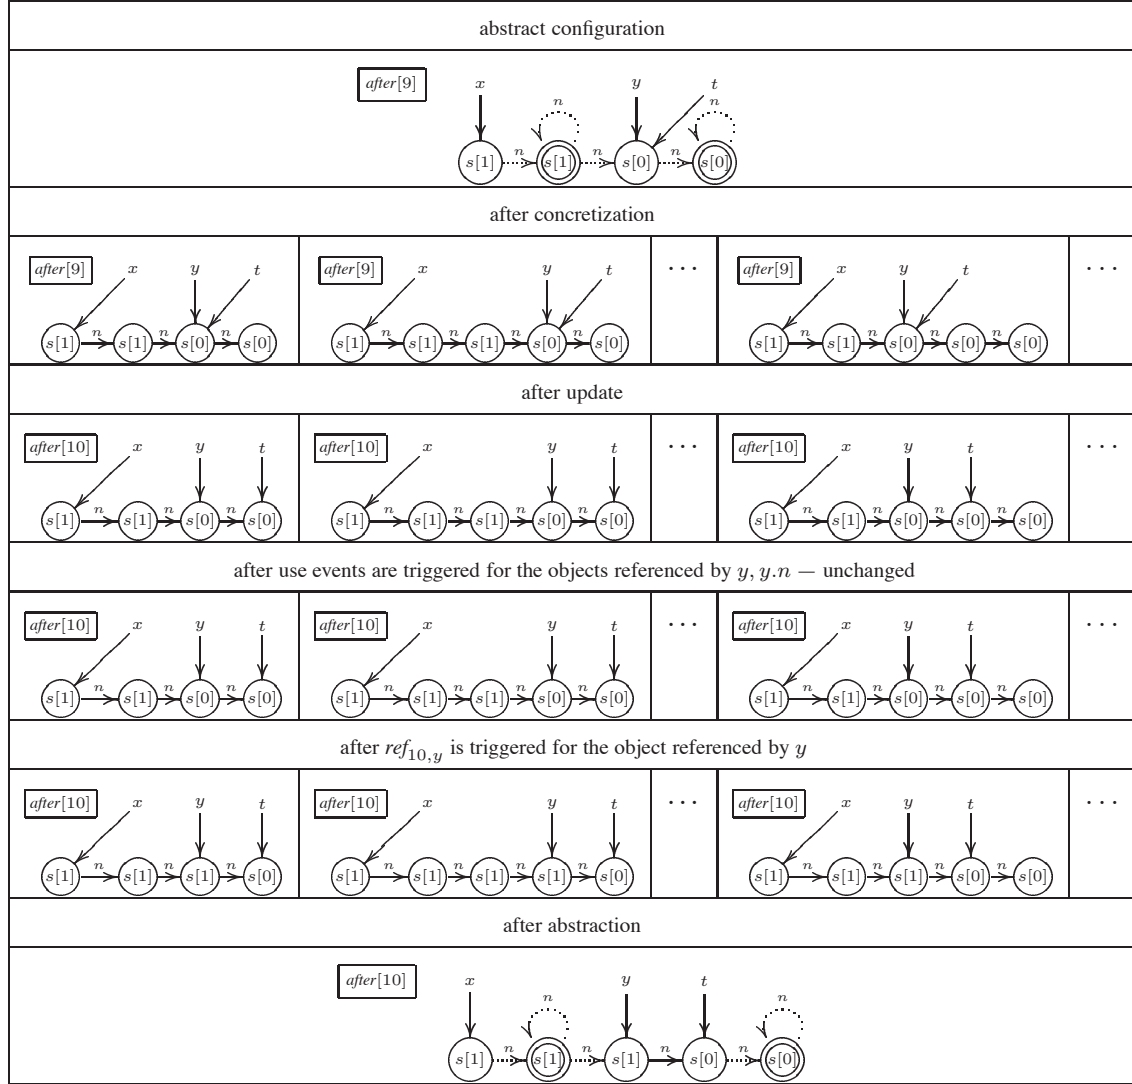 abstract configuration
after[9] x y t
n n
n n n
s[1] s[1] s[0] s[0]
after concretization
after[9] x y t after[9] x y t · · · after[9] x y t · · ·
n n n n n n n n n n n
s[1] s[1] s[0] s[0] s[1] s[1] s[1] s[0] s[0] s[1] s[1] s[0] s[0] s[0]
after update
after[10] x y t after[10] x y t · · · after[10] x y t · · ·
n n n n n n n n n n n
s[1] s[1] s[0] s[0] s[1] s[1] s[1] s[0] s[0] s[1] s[1] s[0] s[0] s[0]
after use events are triggered for the objects referenced by y, y.n — unchanged
after[10] x y t after[10] x y t · · · after[10] x y t · · ·
n n n n n n n n n n n
s[1] s[1] s[0] s[0] s[1] s[1] s[1] s[0] s[0] s[1] s[1] s[0] s[0] s[0]
after ref10,y is triggered for the object referenced by y
after[10] x y t after[10] x y t · · · after[10] x y t · · ·
n n n n n n n n n n n
s[1] s[1] s[1] s[0] s[1] s[1] s[1] s[1] s[0] s[1] s[1] s[1] s[0] s[0]
after abstraction
after[10] x y t
n n
n n n n
s[1] s[1] s[1] s[0] s[0]